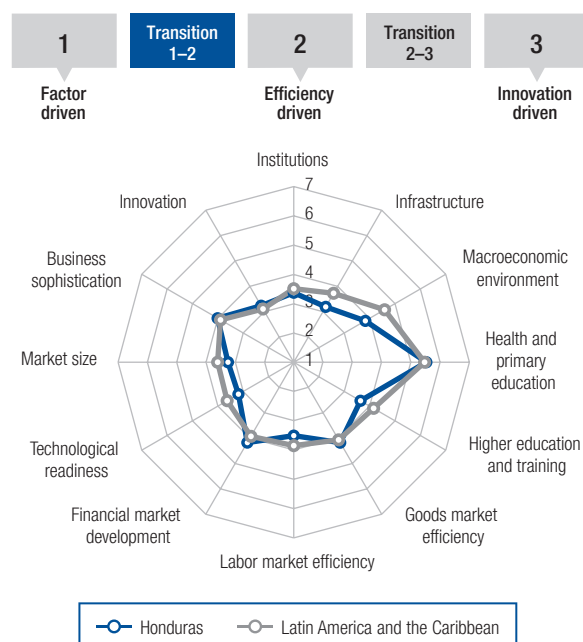 1
Transition
1–2
2
Transition
2–3
3
Factor
driven
Efficiency
driven
Innovation
driven
Institutions
7
Innovation
Infrastructure
6
5
Business
sophistication
Macroeconomic
environment
4
3
2
Market size
1
Health and
primary
education
Technological
readiness
Higher education
and training
Financial market
development
Goods market
efficiency
Labor market efficiency
Honduras
Latin America and the Caribbean